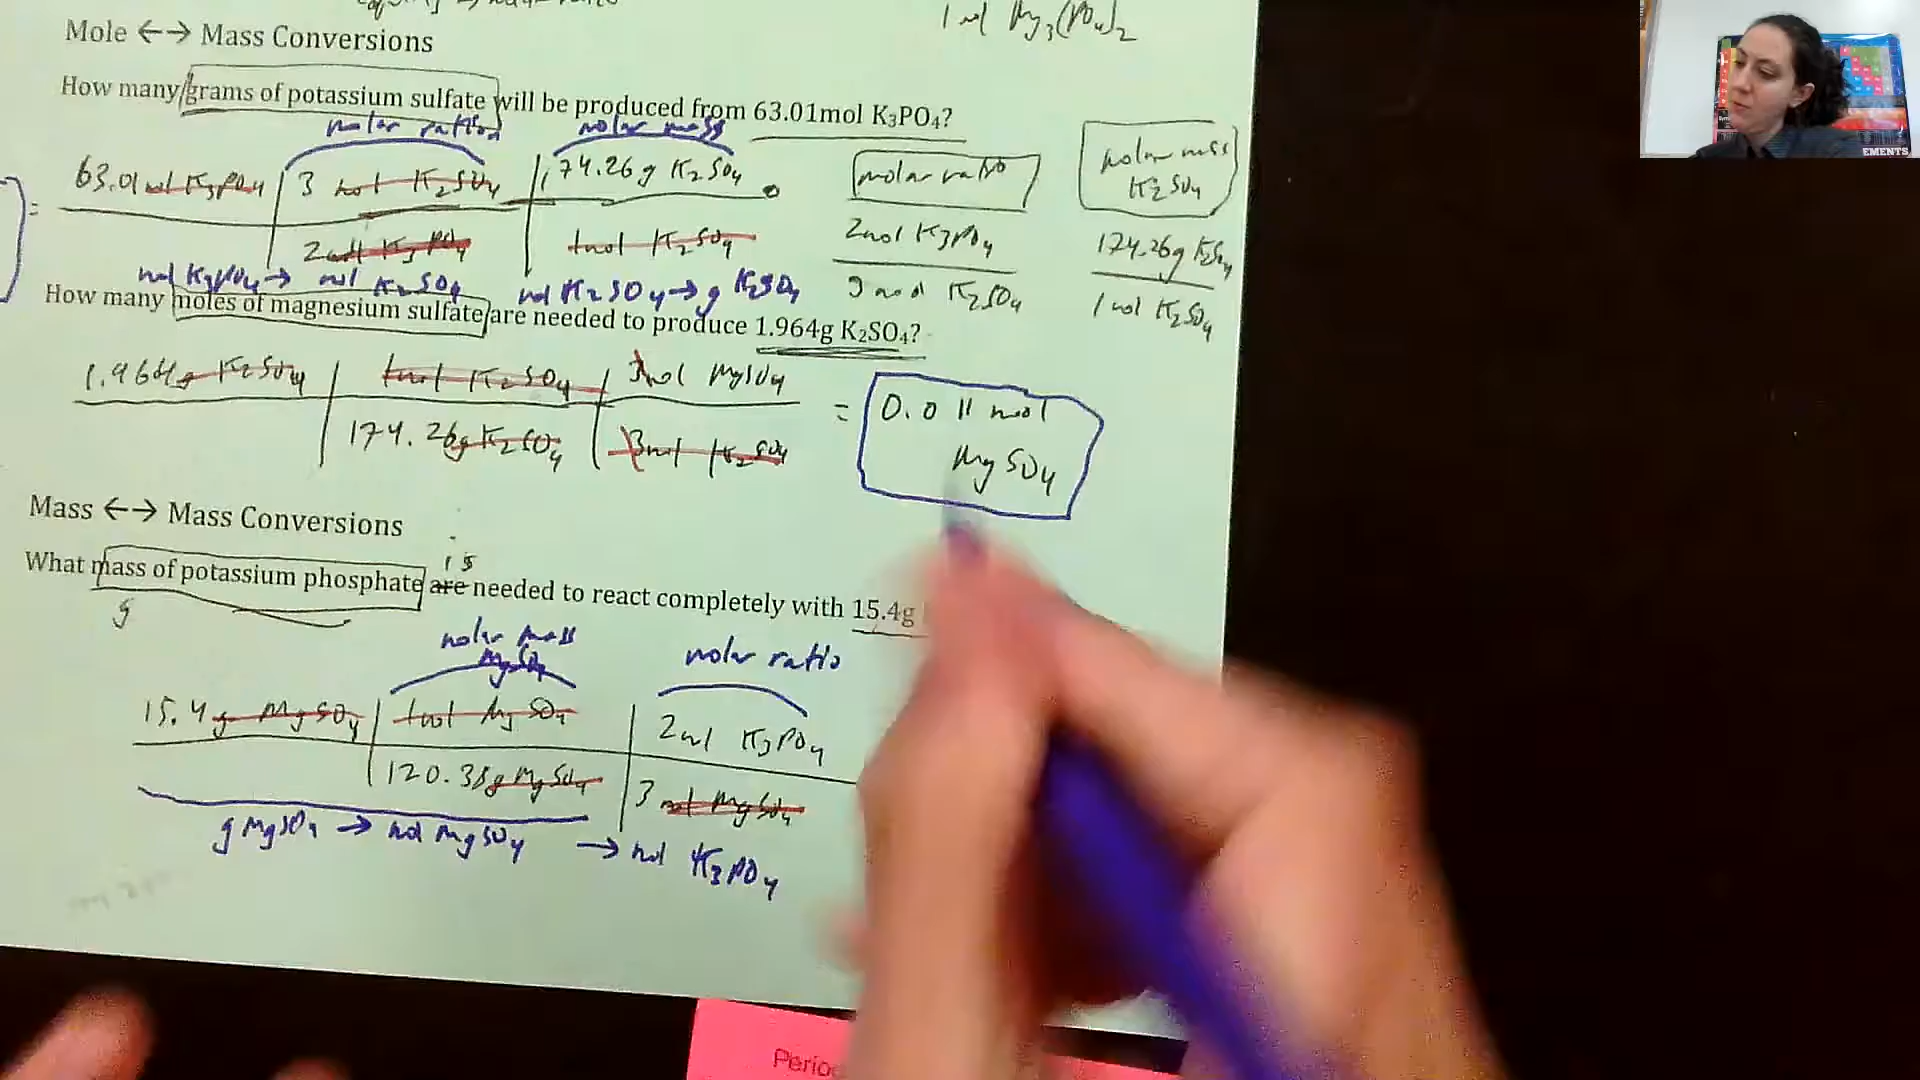 1 mol Mg3(PO4)2
Mole ←→ Mass Conversions
How many grams of potassium sulfate will be produced from 63.01mol K₃PO₄?
molar ration molar mass
63.01 mol K3PO4 3 mol K2SO4 174.26 g K2SO4
2 mol K3PO4 1 mol K2SO4
mol K3PO4 → mol K2SO4 mol K2SO4 → g K2SO4
molar ratio
2 mol K3PO4
3 mol K2SO4
molar mass
K2SO4
174.26g K2SO4
1 mol K2SO4
How many moles of magnesium sulfate are needed to produce 1.964g K₂SO₄?
1.964g K2SO4 1 mol K2SO4 3 mol MgSO4
174.26g K2SO4 3 mol K2SO4
= 0.011 mol
MgSO4
Mass ←→ Mass Conversions
is
What mass of potassium phosphate are needed to react completely with 15.4g
g
molar mass
MgSO4
molar ratio
15.4 g MgSO4 1 mol MgSO4 2 mol K3PO4
120.38g MgSO4 3 mol MgSO4
g MgSO4 → mol MgSO4 → mol K3PO4
Perio
EMENTS